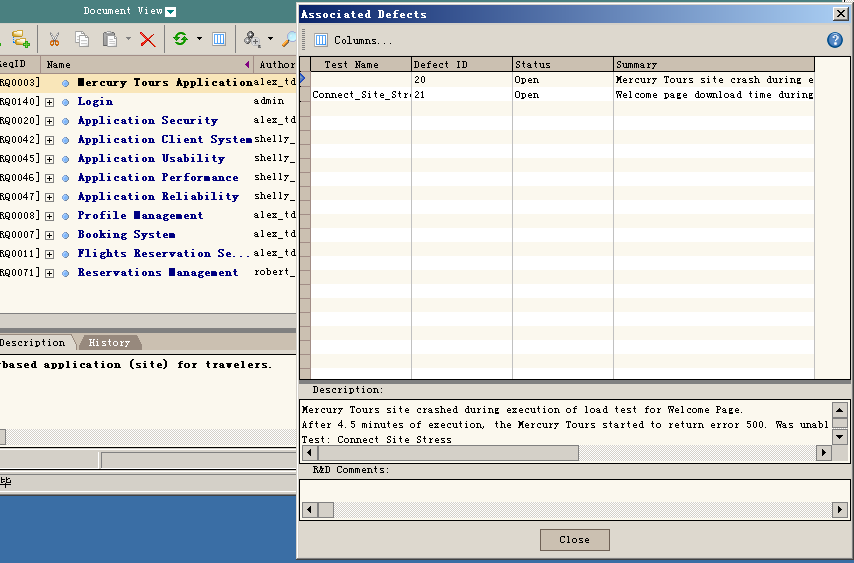 Document View
Associated Defects
Columns...
ReqID Name Author
RQ0003] Mercury Tours Application alex_td
RQ0140] Login admin
RQ0020] Application Security alex_td
RQ0042] Application Client System shelly_
RQ0045] Application Usability shelly_
RQ0046] Application Performance shelly_
RQ0047] Application Reliability shelly_
RQ0008] Profile Management alex_td
RQ0007] Booking System alex_td
RQ0011] Flights Reservation Se... alex_td
RQ0071] Reservations Management robert_
Description History
based application (site) for travelers.
毕
Test Name Defect ID Status Summary
20 Open Mercury Tours site crash during e
Connect_Site_Stre 21 Open Welcome page download time during
Description:
Mercury Tours site crashed during execution of load test for Welcome Page.
After 4.5 minutes of execution, the Mercury Tours started to return error 500. Was unabl
Test: Connect Site Stress
R&D Comments:
Close